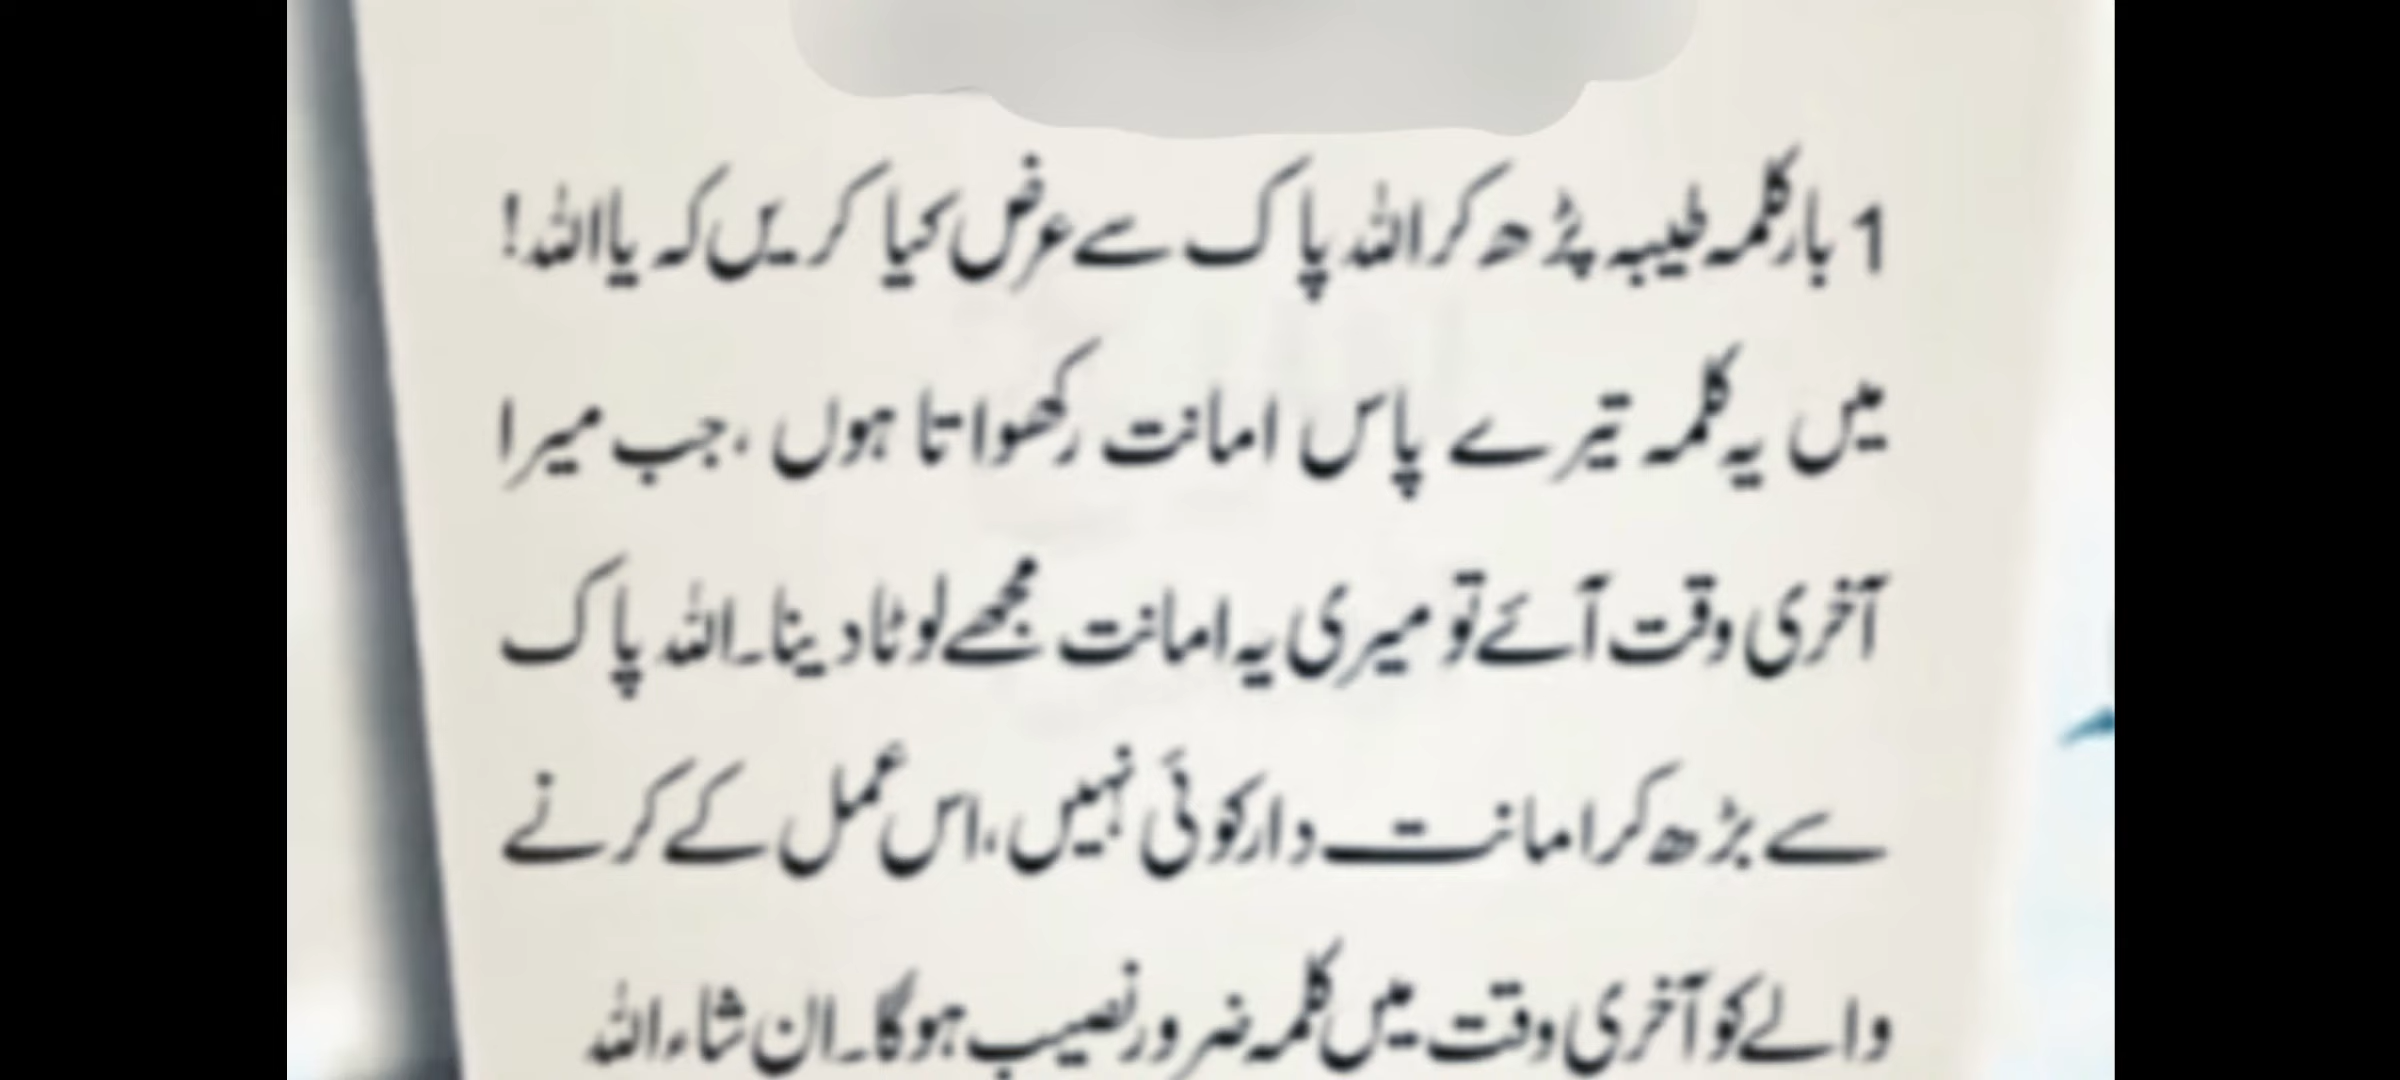 1 بار کلمہ طیبہ پڑھ کر اللہ پاک سے عرض کیا کریں کہ یا اللہ!
میں یہ کلمہ تیرے پاس امانت رکھواتا ہوں، جب میرا
آخری وقت آئے تو میری یہ امانت مجھے لوٹا دینا۔ اللہ پاک
سے بڑھ کر امانت دار کوئی نہیں، اس عمل کے کرنے
والے کو آخری وقت میں کلمہ ضرور نصیب ہوگا۔ ان شاء اللہ